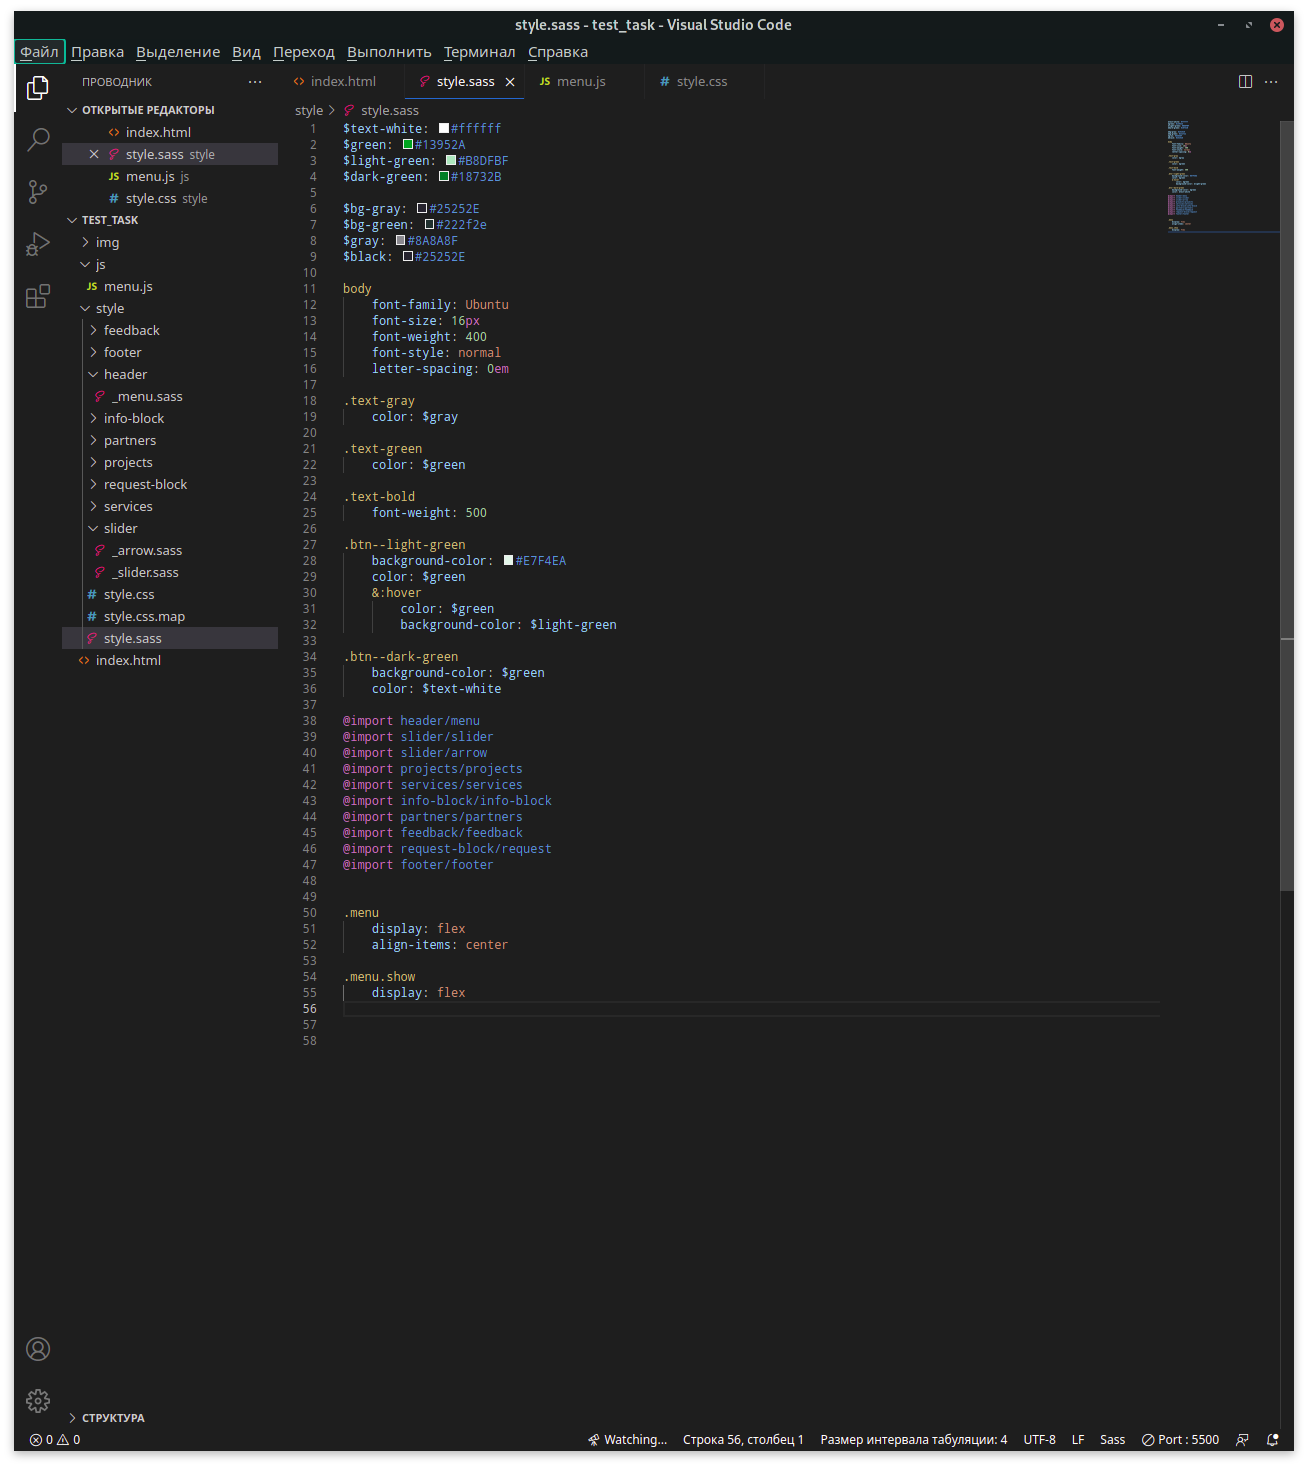 style.sass - test_task - Visual Studio Code
Файл Правка Выделение Вид Переход Выполнить Терминал Справка
ПРОВОДНИК
ОТКРЫТЫЕ РЕДАКТОРЫ
index.html
style.sass style
menu.js js
style.css style
TEST_TASK
img
js
menu.js
style
feedback
footer
header
_menu.sass
info-block
partners
projects
request-block
services
slider
_arrow.sass
_slider.sass
style.css
style.css.map
style.sass
index.html
СТРУКТУРА
index.html style.sass menu.js style.css
style > style.sass
1 $text-white: #ffffff
2 $green: #13952A
3 $light-green: #B8DFBF
4 $dark-green: #18732B
5
6 $bg-gray: #25252E
7 $bg-green: #222f2e
8 $gray: #8A8A8F
9 $black: #25252E
10
11 body
12 font-family: Ubuntu
13 font-size: 16px
14 font-weight: 400
15 font-style: normal
16 letter-spacing: 0em
17
18 .text-gray
19 color: $gray
20
21 .text-green
22 color: $green
23
24 .text-bold
25 font-weight: 500
26
27 .btn--light-green
28 background-color: #E7F4EA
29 color: $green
30 &:hover
31 color: $green
32 background-color: $light-green
33
34 .btn--dark-green
35 background-color: $green
36 color: $text-white
37
38 @import header/menu
39 @import slider/slider
40 @import slider/arrow
41 @import projects/projects
42 @import services/services
43 @import info-block/info-block
44 @import partners/partners
45 @import feedback/feedback
46 @import request-block/request
47 @import footer/footer
48
49
50 .menu
51 display: flex
52 align-items: center
53
54 .menu.show
55 display: flex
56
57
58
0 0 Watching... Строка 56, столбец 1 Размер интервала табуляции: 4 UTF-8 LF Sass Port : 5500